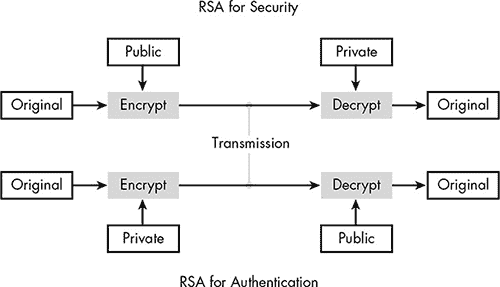 RSA for Security
Public
Private
Original
Encrypt
Decrypt
Original
Transmission
Original
Encrypt
Decrypt
Original
Private
Public
RSA for Authentication